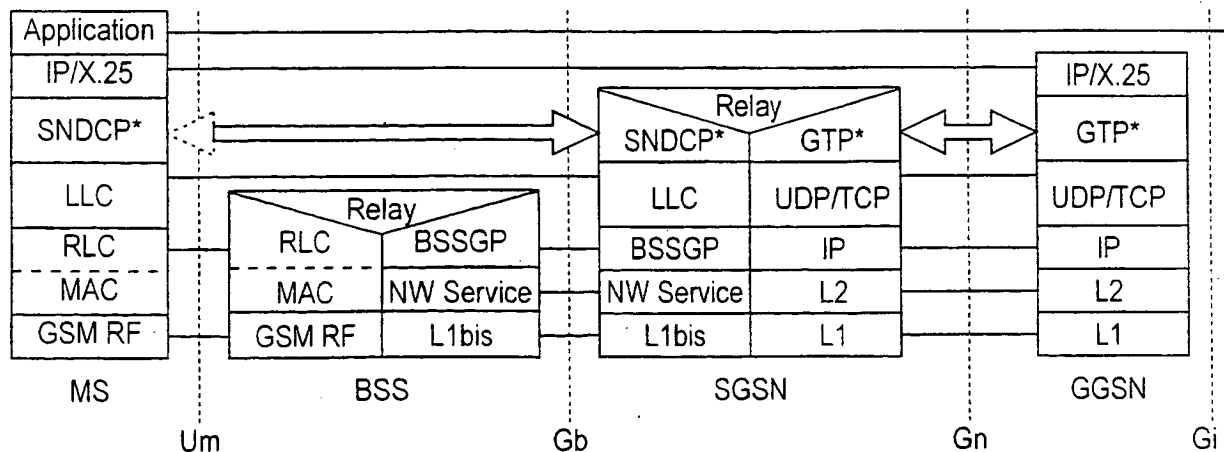 Application
IP/X.25
IP/X.25
Relay
SNDCP*
SNDCP*
GTP*
GTP*
LLC
LLC
UDP/TCP
UDP/TCP
Relay
RLC
RLC
BSSGP
BSSGP
IP
IP
MAC
MAC
NW Service
NW Service
L2
L2
GSM RF
GSM RF
L1bis
L1bis
L1
L1
MS
BSS
SGSN
GGSN
Um
Gb
Gn
Gi